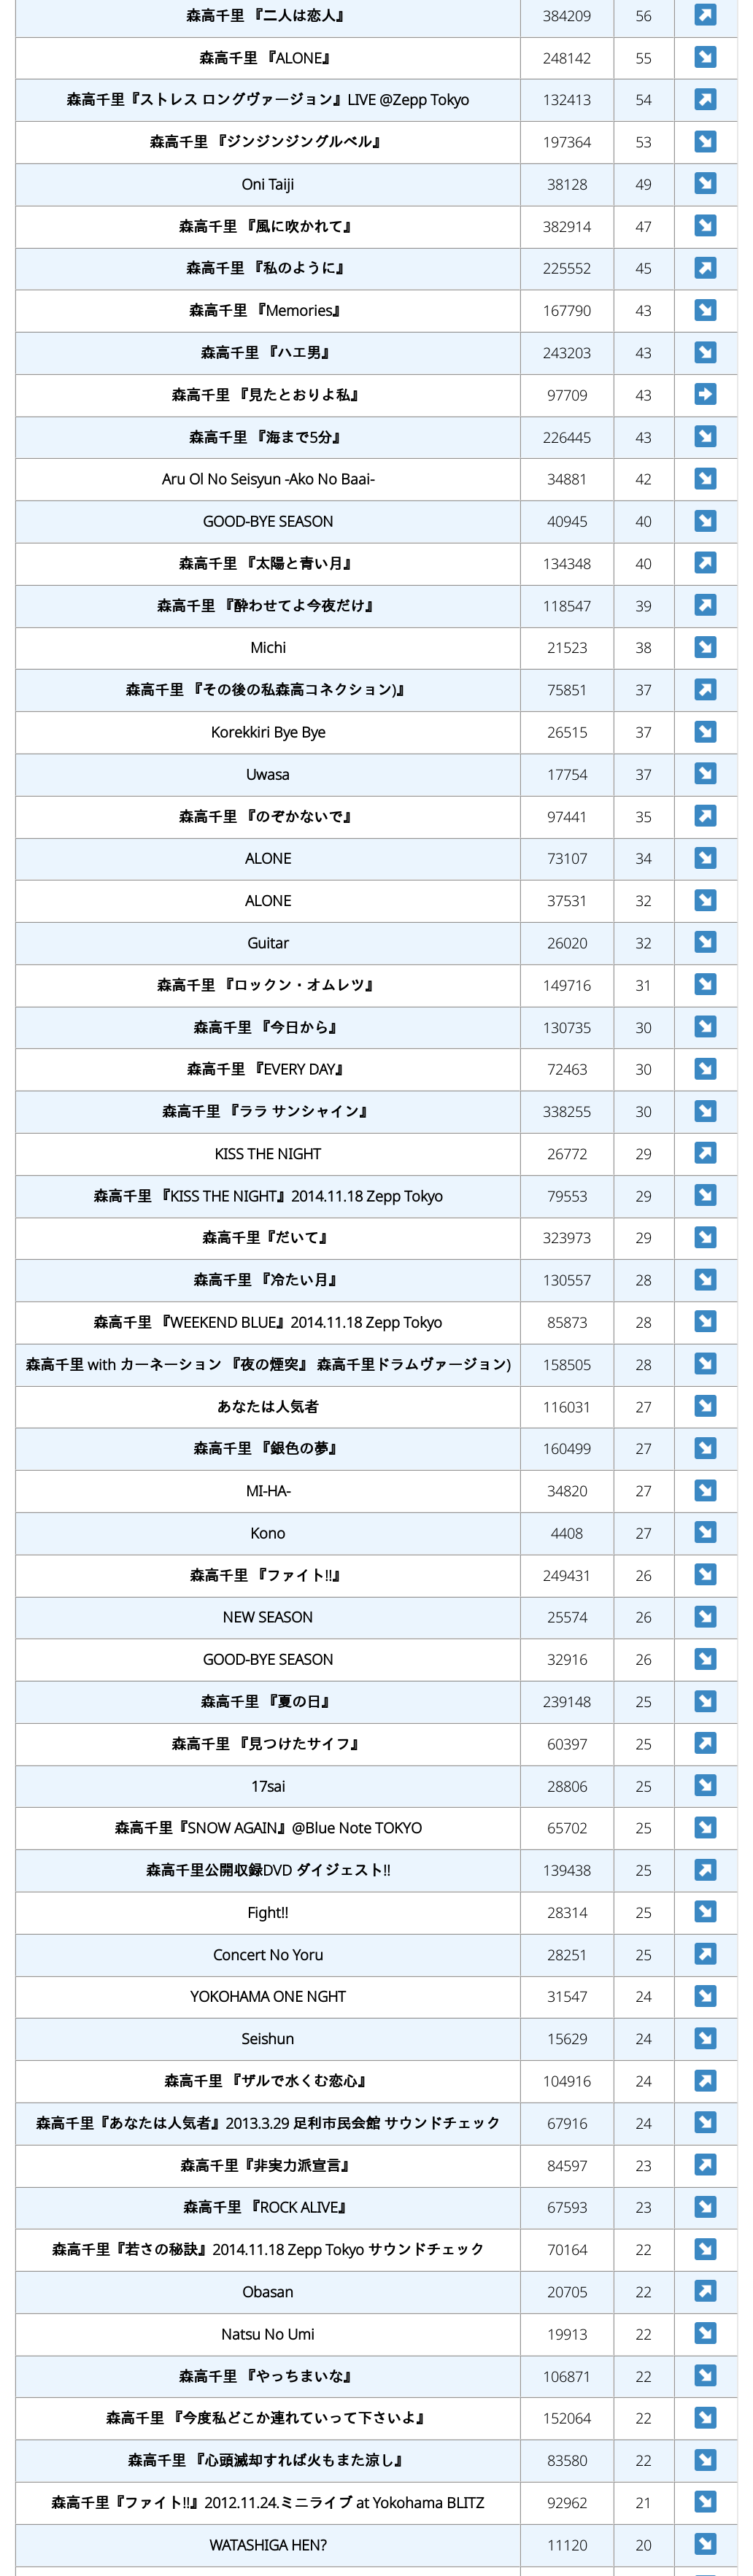 森高千里 『二人は恋人』 384209 56
森高千里 『ALONE』 248142 55
森高千里『ストレス ロングヴァージョン』LIVE @Zepp Tokyo 132413 54
森高千里 『ジンジンジングルベル』 197364 53
Oni Taiji 38128 49
森高千里 『風に吹かれて』 382914 47
森高千里 『私のように』 225552 45
森高千里 『Memories』 167790 43
森高千里 『ハエ男』 243203 43
森高千里 『見たとおりよ私』 97709 43
森高千里 『海まで5分』 226445 43
Aru Ol No Seisyun -Ako No Baai- 34881 42
GOOD-BYE SEASON 40945 40
森高千里 『太陽と青い月』 134348 40
森高千里 『酔わせてよ今夜だけ』 118547 39
Michi 21523 38
森高千里 『その後の私森高コネクション)』 75851 37
Korekkiri Bye Bye 26515 37
Uwasa 17754 37
森高千里 『のぞかないで』 97441 35
ALONE 73107 34
ALONE 37531 32
Guitar 26020 32
森高千里 『ロックン・オムレツ』 149716 31
森高千里 『今日から』 130735 30
森高千里 『EVERY DAY』 72463 30
森高千里 『ララ サンシャイン』 338255 30
KISS THE NIGHT 26772 29
森高千里 『KISS THE NIGHT』2014.11.18 Zepp Tokyo 79553 29
森高千里『だいて』 323973 29
森高千里 『冷たい月』 130557 28
森高千里 『WEEKEND BLUE』2014.11.18 Zepp Tokyo 85873 28
森高千里 with カーネーション 『夜の煙突』 森高千里ドラムヴァージョン) 158505 28
あなたは人気者 116031 27
森高千里 『銀色の夢』 160499 27
MI-HA- 34820 27
Kono 4408 27
森高千里 『ファイト!!』 249431 26
NEW SEASON 25574 26
GOOD-BYE SEASON 32916 26
森高千里 『夏の日』 239148 25
森高千里 『見つけたサイフ』 60397 25
17sai 28806 25
森高千里『SNOW AGAIN』@Blue Note TOKYO 65702 25
森高千里公開収録DVD ダイジェスト!! 139438 25
Fight!! 28314 25
Concert No Yoru 28251 25
YOKOHAMA ONE NGHT 31547 24
Seishun 15629 24
森高千里 『ザルで水くむ恋心』 104916 24
森高千里『あなたは人気者』2013.3.29 足利市民会館 サウンドチェック 67916 24
森高千里『非実力派宣言』 84597 23
森高千里 『ROCK ALIVE』 67593 23
森高千里『若さの秘訣』2014.11.18 Zepp Tokyo サウンドチェック 70164 22
Obasan 20705 22
Natsu No Umi 19913 22
森高千里 『やっちまいな』 106871 22
森高千里 『今度私どこか連れていって下さいよ』 152064 22
森高千里 『心頭滅却すれば火もまた涼し』 83580 22
森高千里『ファイト!!』2012.11.24.ミニライブ at Yokohama BLITZ 92962 21
WATASHIGA HEN? 11120 20